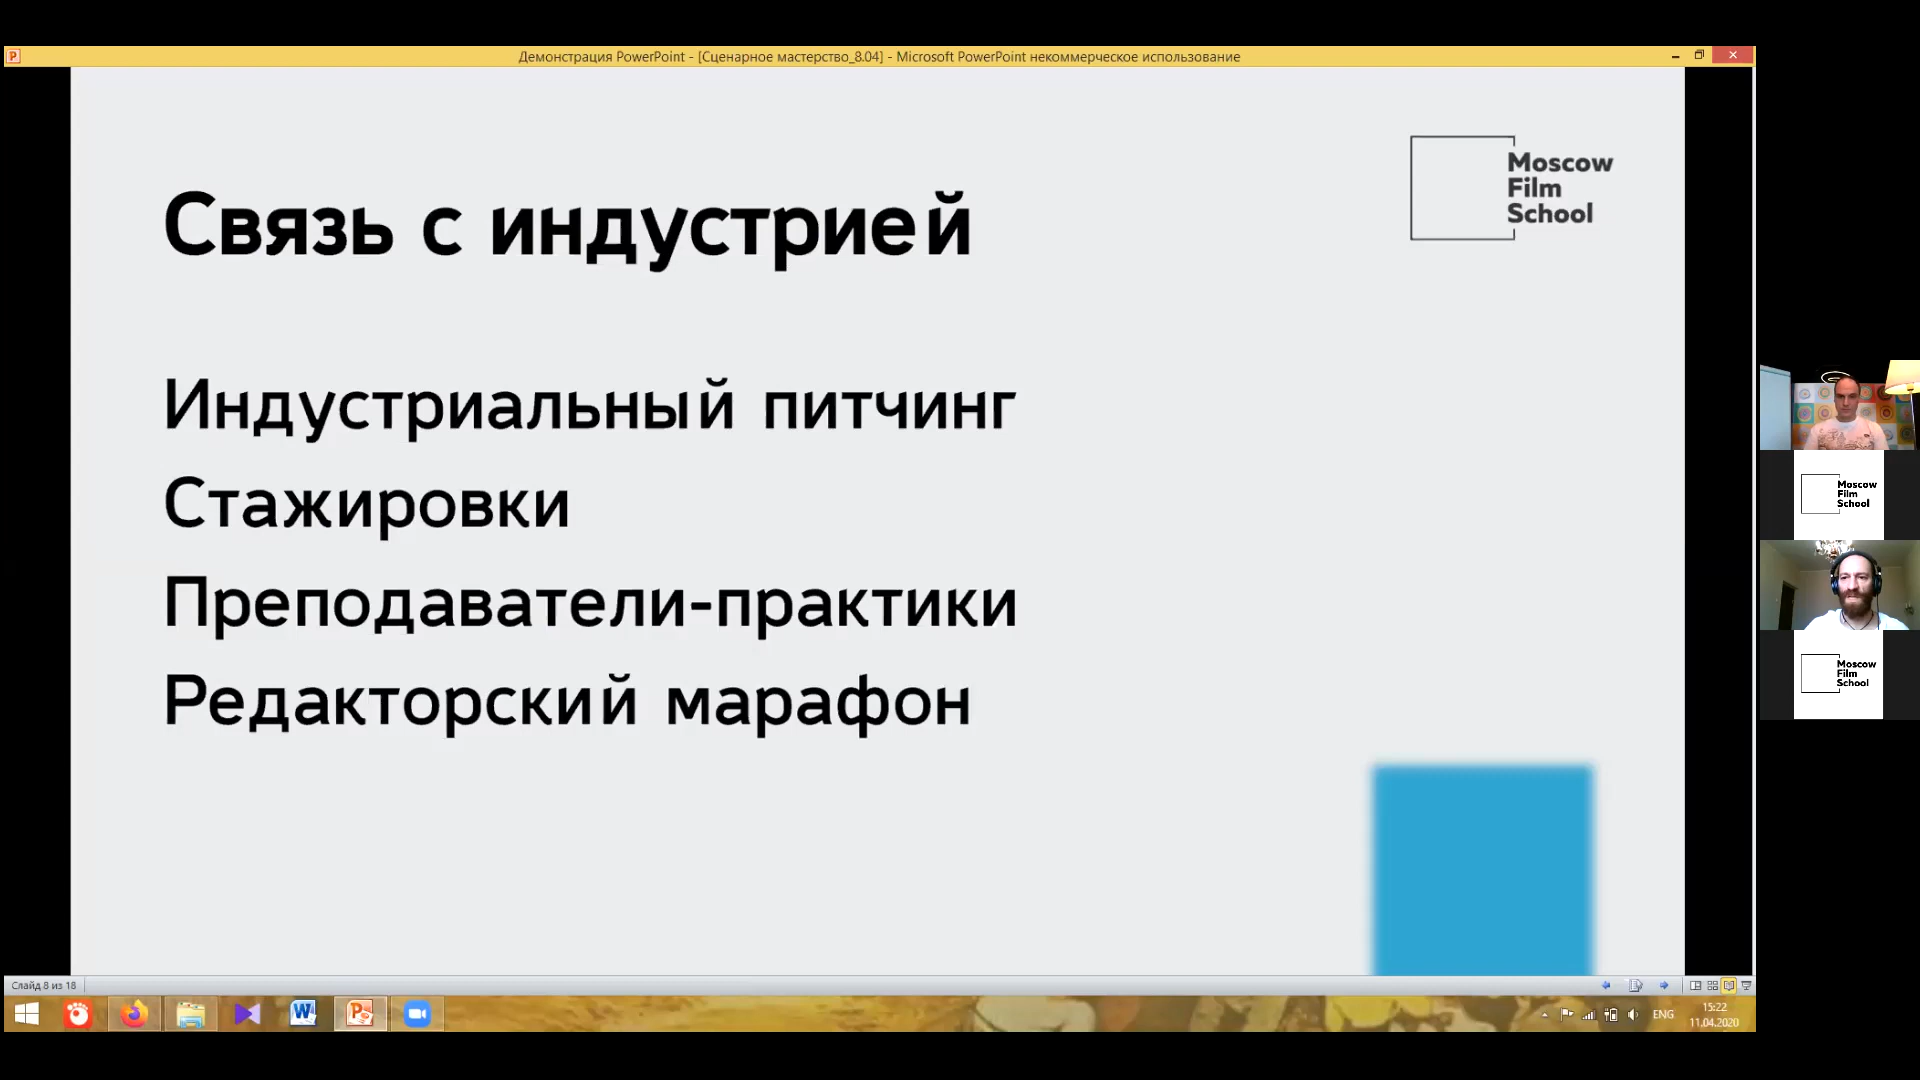 Демонстрация PowerPoint - [Сценарное мастерство_8.04] - Microsoft PowerPoint некоммерческое использование
Moscow
Film
School
Связь с индустрией
Индустриальный питчинг
Стажировки
Преподаватели-практики
Редакторский марафон
Moscow
Film
School
Moscow
Film
School
Слайд 8 из 18
ENG
15:22
11.04.2020